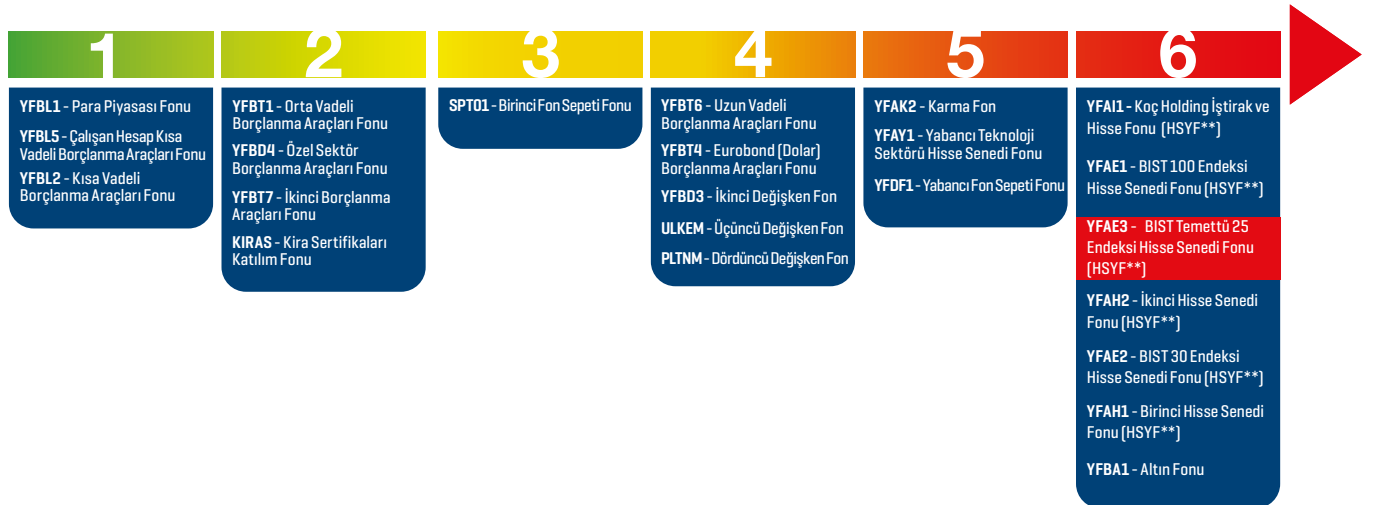 1
YFBL1 - Para Piyasası Fonu
YFBL5 - Çalışan Hesap Kısa
Vadeli Borçlanma Araçları Fonu
YFBL2 - Kısa Vadeli
Borçlanma Araçları Fonu
2
YFBT1 - Orta Vadeli
Borçlanma Araçları Fonu
YFBD4 - Özel Sektör
Borçlanma Araçları Fonu
YFBT7 - İkinci Borçlanma
Araçları Fonu
KIRAS - Kira Sertifikaları
Katılım Fonu
3
SPT01 - Birinci Fon Sepeti Fonu
4
YFBT6 - Uzun Vadeli
Borçlanma Araçları Fonu
YFBT4 - Eurobond (Dolar)
Borçlanma Araçları Fonu
YFBD3 - İkinci Değişken Fon
ULKEM - Üçüncü Değişken Fon
PLTNM - Dördüncü Değişken Fon
5
YFAK2 - Karma Fon
YFAY1 - Yabancı Teknoloji
Sektörü Hisse Senedi Fonu
YFDF1 - Yabancı Fon Sepeti Fonu
6
YFAI1 - Koç Holding İştirak ve
Hisse Fonu (HSYF**)
YFAE1 - BIST 100 Endeksi
Hisse Senedi Fonu (HSYF**)
YFAE3 - BIST Temettü 25
Endeksi Hisse Senedi Fonu
(HSYF**)
YFAH2 - İkinci Hisse Senedi
Fonu (HSYF**)
YFAE2 - BIST 30 Endeksi
Hisse Senedi Fonu (HSYF**)
YFAH1 - Birinci Hisse Senedi
Fonu (HSYF**)
YFBA1 - Altın Fonu